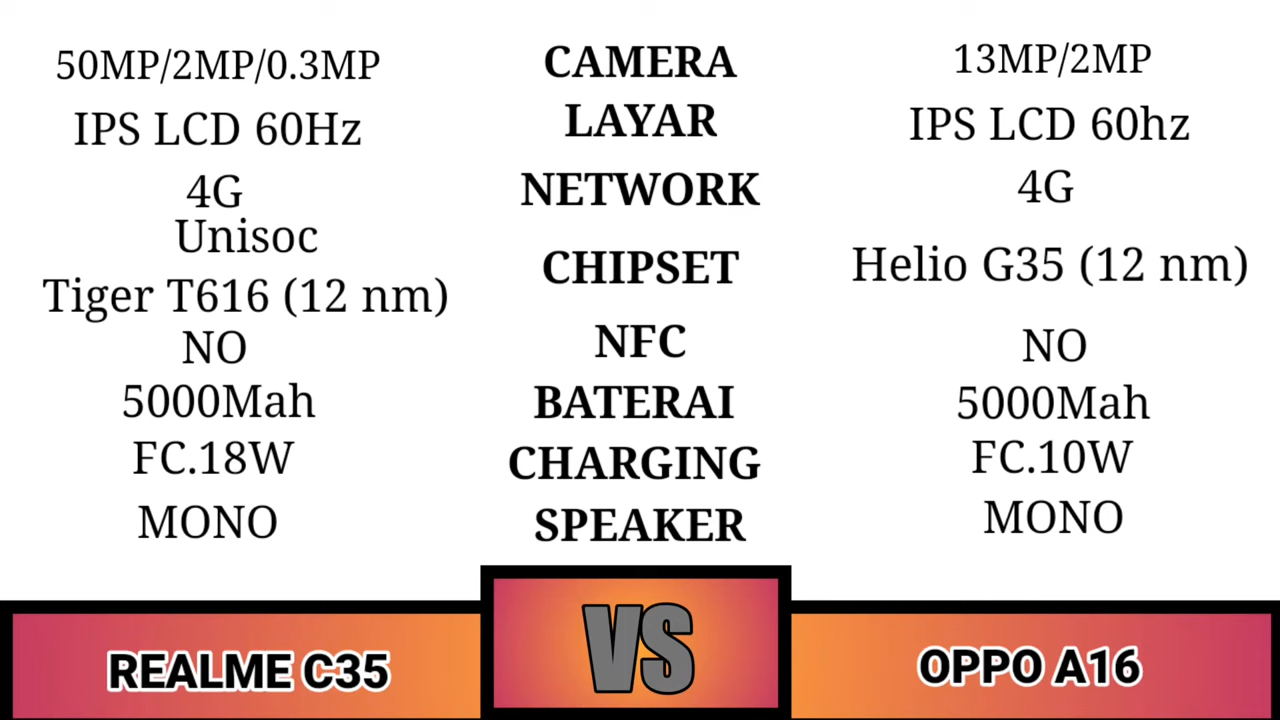 50MP/2MP/0.3MP CAMERA 13MP/2MP
IPS LCD 60Hz LAYAR IPS LCD 60hz
4G NETWORK 4G
Unisoc
Tiger T616 (12 nm) CHIPSET Helio G35 (12 nm)
NO NFC NO
5000Mah BATERAI 5000Mah
FC.18W CHARGING FC.10W
MONO SPEAKER MONO
REALME C35 VS OPPO A16